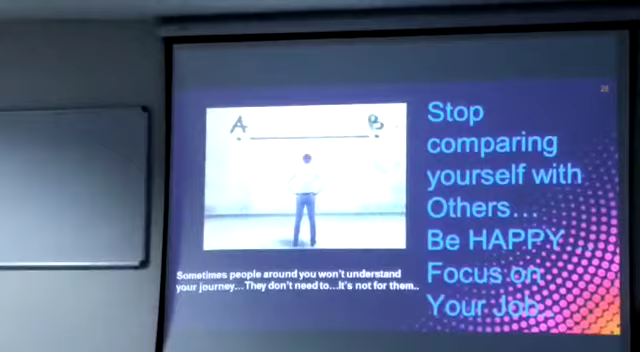 28
A B
Stop
comparing
yourself with
Others...
Be HAPPY
Focus on
Your Job
Sometimes people around you won't understand
your journey... They don't need to...It's not for them..